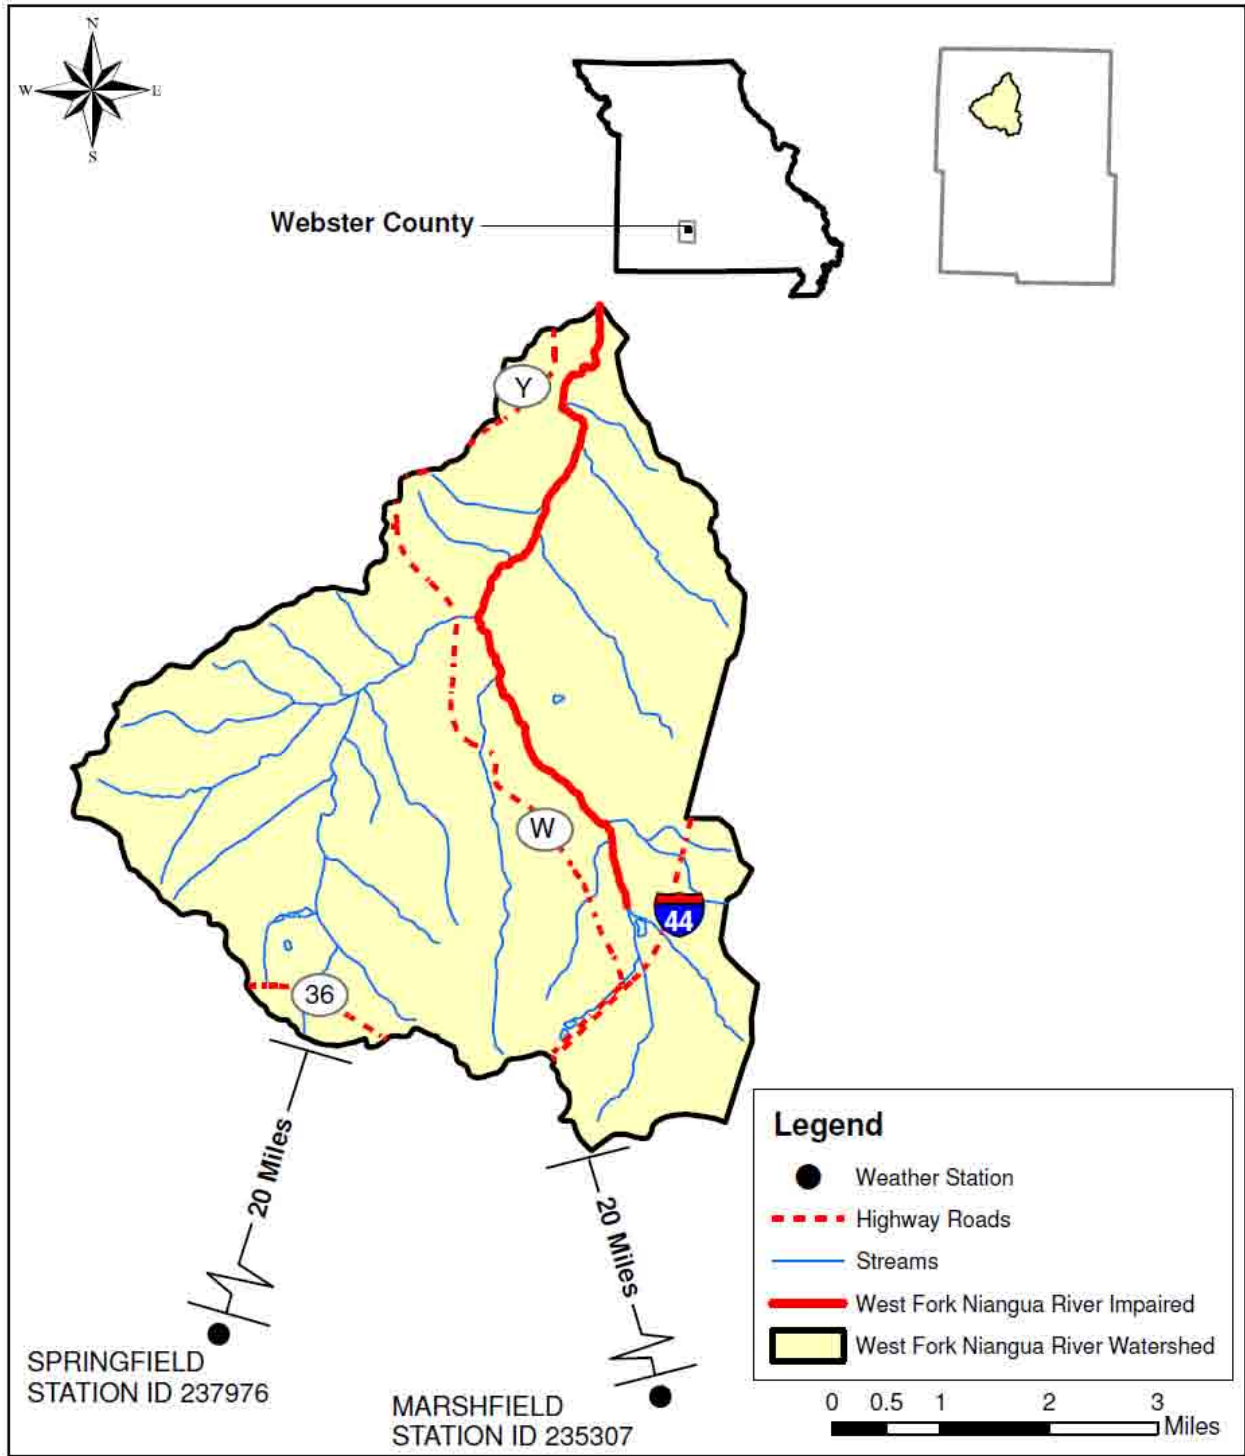 N
W
E
S
Webster County
Y
W
44
36
20 Miles
20 Miles
SPRINGFIELD
STATION ID 237976
MARSHFIELD
STATION ID 235307
Legend
Weather Station
Highway Roads
Streams
West Fork Niangua River Impaired
West Fork Niangua River Watershed
0 0.5 1 2 3
Miles